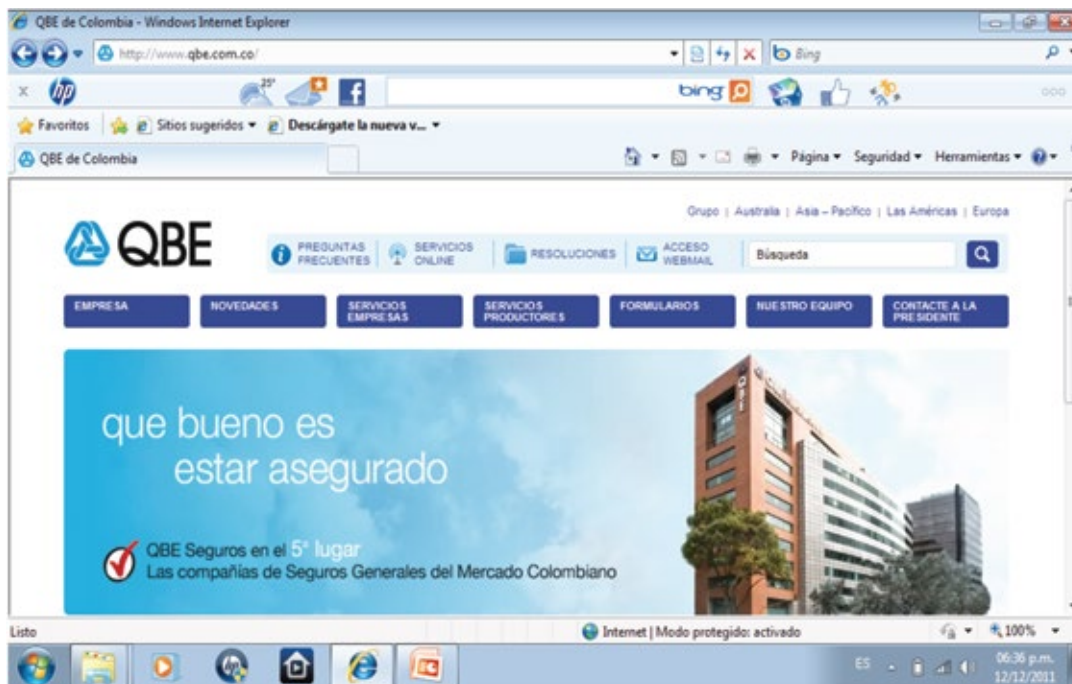 QBE de Colombia - Windows Internet Explorer
http://www.qbe.com.co/
Bing
hp
25°
bing
Favoritos
Sitios sugeridos
Descárgate la nueva v...
QBE de Colombia
Página
Seguridad
Herramientas
Grupo | Australia | Asia – Pacífico | Las Américas | Europa
QBE
PREGUNTAS FRECUENTES
SERVICIOS ONLINE
RESOLUCIONES
ACCESO WEBMAIL
Búsqueda
EMPRESA
NOVEDADES
SERVICIOS EMPRESAS
SERVICIOS PRODUCTORES
FORMULARIOS
NUESTRO EQUIPO
CONTACTE A LA PRESIDENTE
que bueno es
estar asegurado
QBE
QBE Seguros en el 5° lugar
Las compañías de Seguros Generales del Mercado Colombiano
Listo
Internet | Modo protegido: activado
100%
ES
06:36 p.m.
12/12/2011